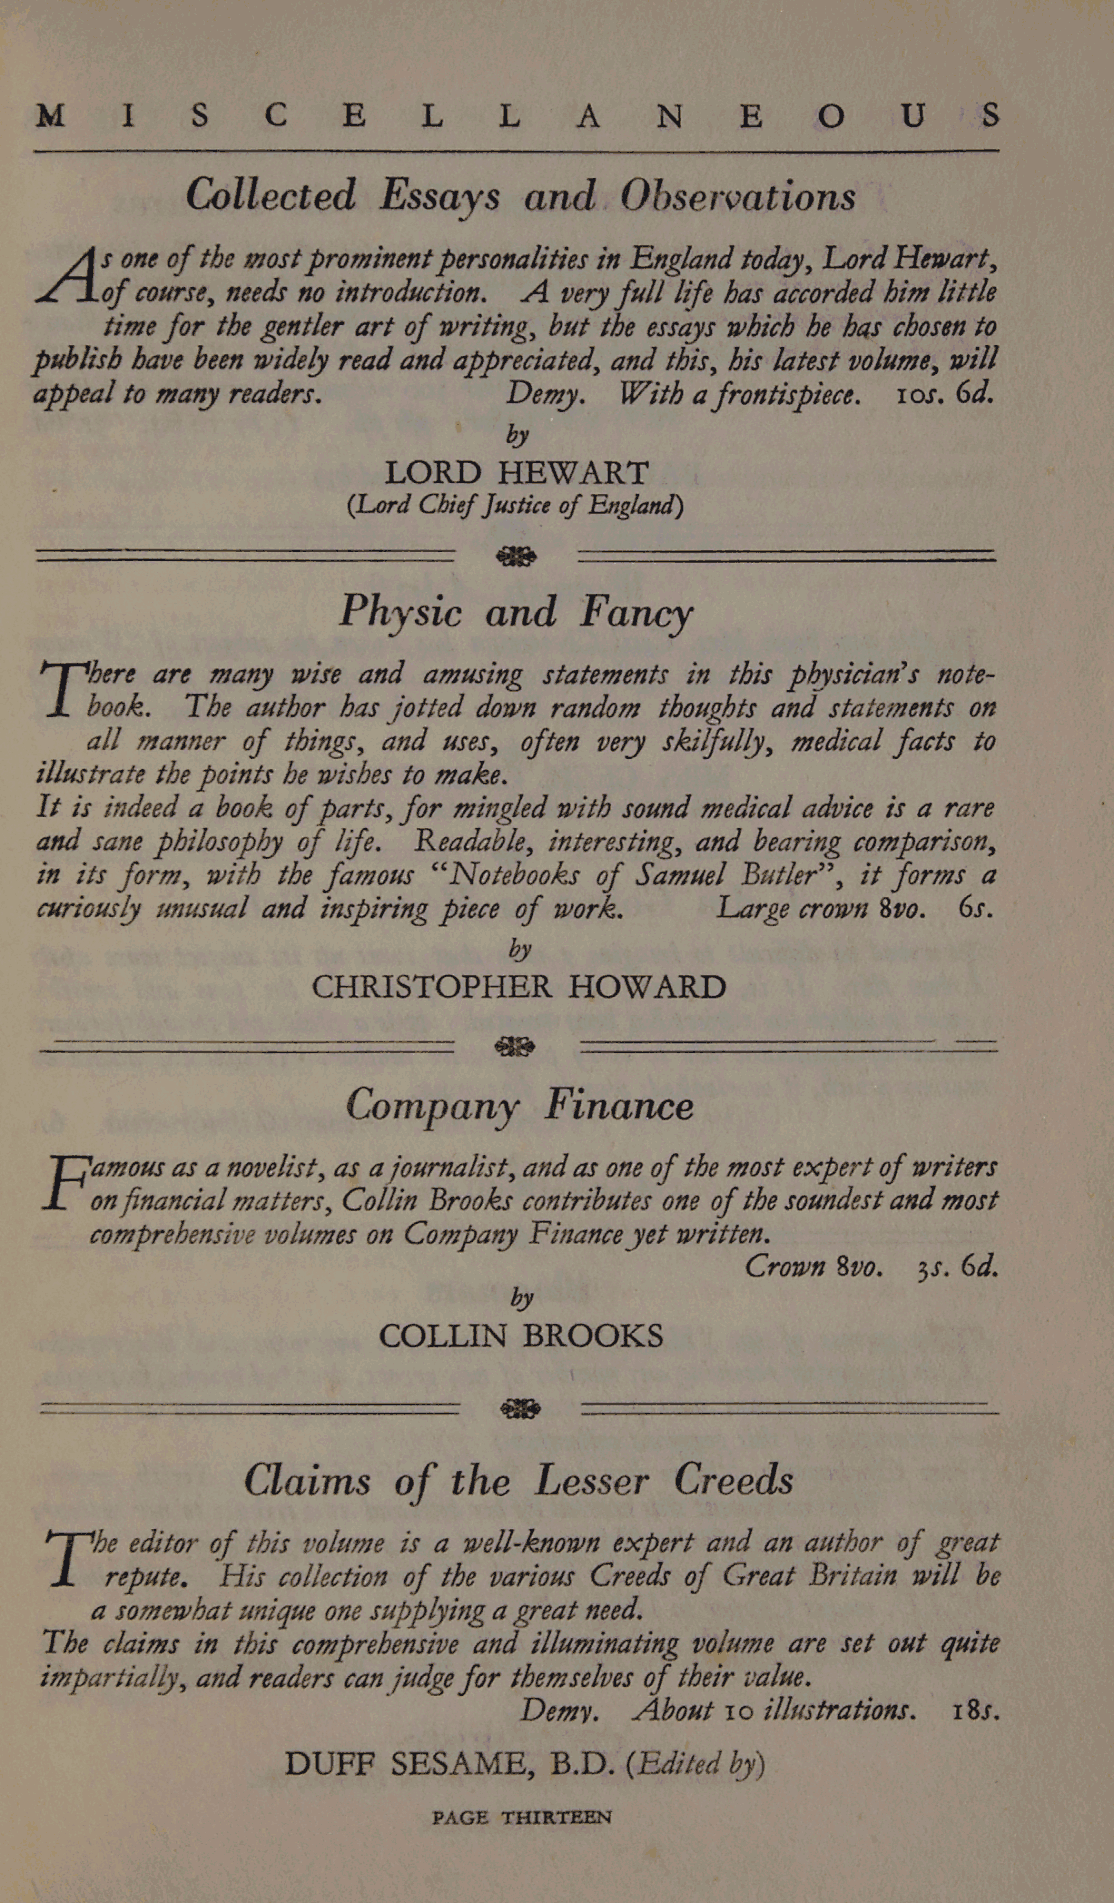 MISCELLANEOUS
Collected Essays and Observations
As one of the most prominent personalities in England today, Lord Hewart,
of course, needs no introduction. A very full life has accorded him little
time for the gentler art of writing, but the essays which he has chosen to
publish have been widely read and appreciated, and this, his latest volume, will
appeal to many readers. Demy. With a frontispiece. 10s. 6d.
by
LORD HEWART
(Lord Chief Justice of England)
Physic and Fancy
There are many wise and amusing statements in this physician's note-
book. The author has jotted down random thoughts and statements on
all manner of things, and uses, often very skilfully, medical facts to
illustrate the points he wishes to make.
It is indeed a book of parts, for mingled with sound medical advice is a rare
and sane philosophy of life. Readable, interesting, and bearing comparison,
in its form, with the famous “Notebooks of Samuel Butler”, it forms a
curiously unusual and inspiring piece of work. Large crown 8vo. 6s.
by
CHRISTOPHER HOWARD
Company Finance
Famous as a novelist, as a journalist, and as one of the most expert of writers
on financial matters, Collin Brooks contributes one of the soundest and most
comprehensive volumes on Company Finance yet written.
Crown 8vo. 3s. 6d.
by
COLLIN BROOKS
Claims of the Lesser Creeds
The editor of this volume is a well-known expert and an author of great
repute. His collection of the various Creeds of Great Britain will be
a somewhat unique one supplying a great need.
The claims in this comprehensive and illuminating volume are set out quite
impartially, and readers can judge for themselves of their value.
Demy. About 10 illustrations. 18s.
DUFF SESAME, B.D. (Edited by)
PAGE THIRTEEN